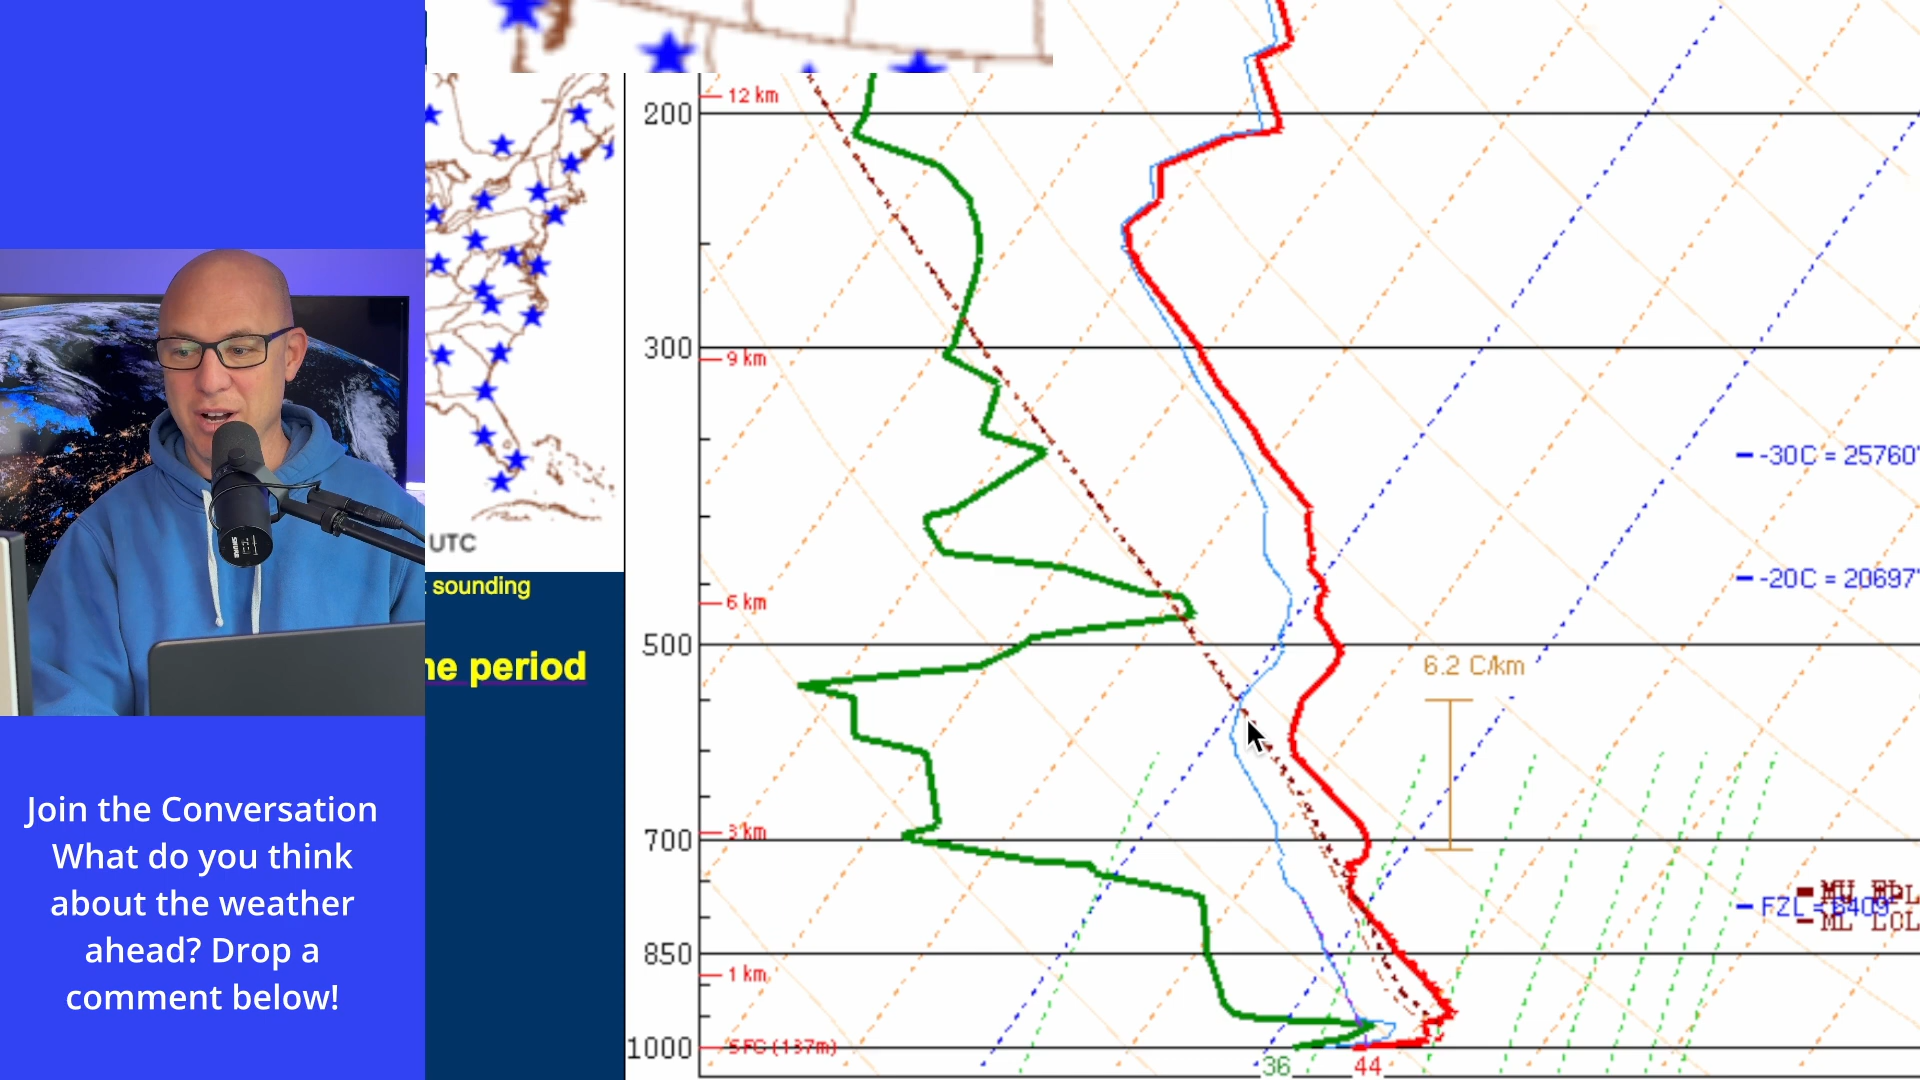 12 km
200
300
9 km
-30C = 25760'
UTC
sounding
-20C = 20697'
6 km
500
6.2 C/km
he period
700
3 km
FZL = 6409'
ML LCL
850
1 km
1000
SFC (137m)
36
44
Join the Conversation
What do you think
about the weather
ahead? Drop a
comment below!